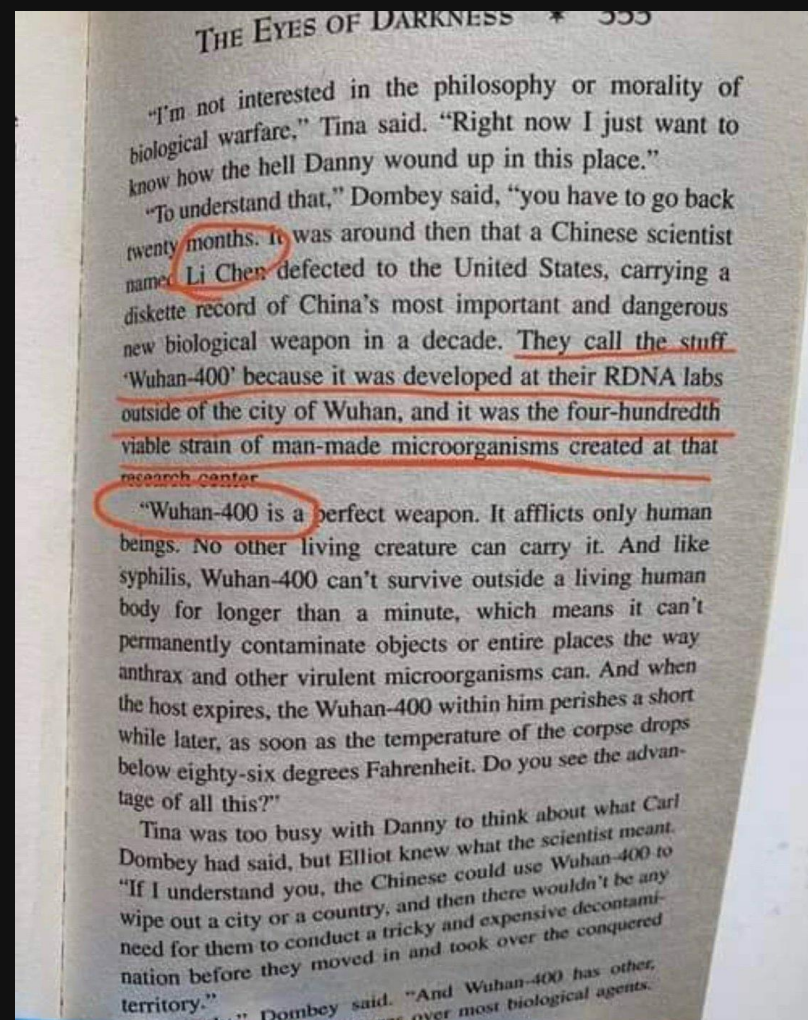 THE EYES OF DARKNESS * 353
"I'm not interested in the philosophy or morality of
biological warfare," Tina said. "Right now I just want to
know how the hell Danny wound up in this place."
"To understand that," Dombey said, "you have to go back
twenty months. It was around then that a Chinese scientist
named Li Chen defected to the United States, carrying a
diskette record of China's most important and dangerous
new biological weapon in a decade. They call the stuff
'Wuhan-400' because it was developed at their RDNA labs
outside of the city of Wuhan, and it was the four-hundredth
viable strain of man-made microorganisms created at that
research center
"Wuhan-400 is a perfect weapon. It afflicts only human
beings. No other living creature can carry it. And like
syphilis, Wuhan-400 can't survive outside a living human
body for longer than a minute, which means it can't
permanently contaminate objects or entire places the way
anthrax and other virulent microorganisms can. And when
the host expires, the Wuhan-400 within him perishes a short
while later, as soon as the temperature of the corpse drops
below eighty-six degrees Fahrenheit. Do you see the advan-
tage of all this?"
Tina was too busy with Danny to think about what Carl
Dombey had said, but Elliot knew what the scientist meant.
"If I understand you, the Chinese could use Wuhan-400 to
wipe out a city or a country, and then there wouldn't be any
need for them to conduct a tricky and expensive decontami-
nation before they moved in and took over the conquered
territory."
Dombey said. "And Wuhan-400 has other,
over most biological agents.